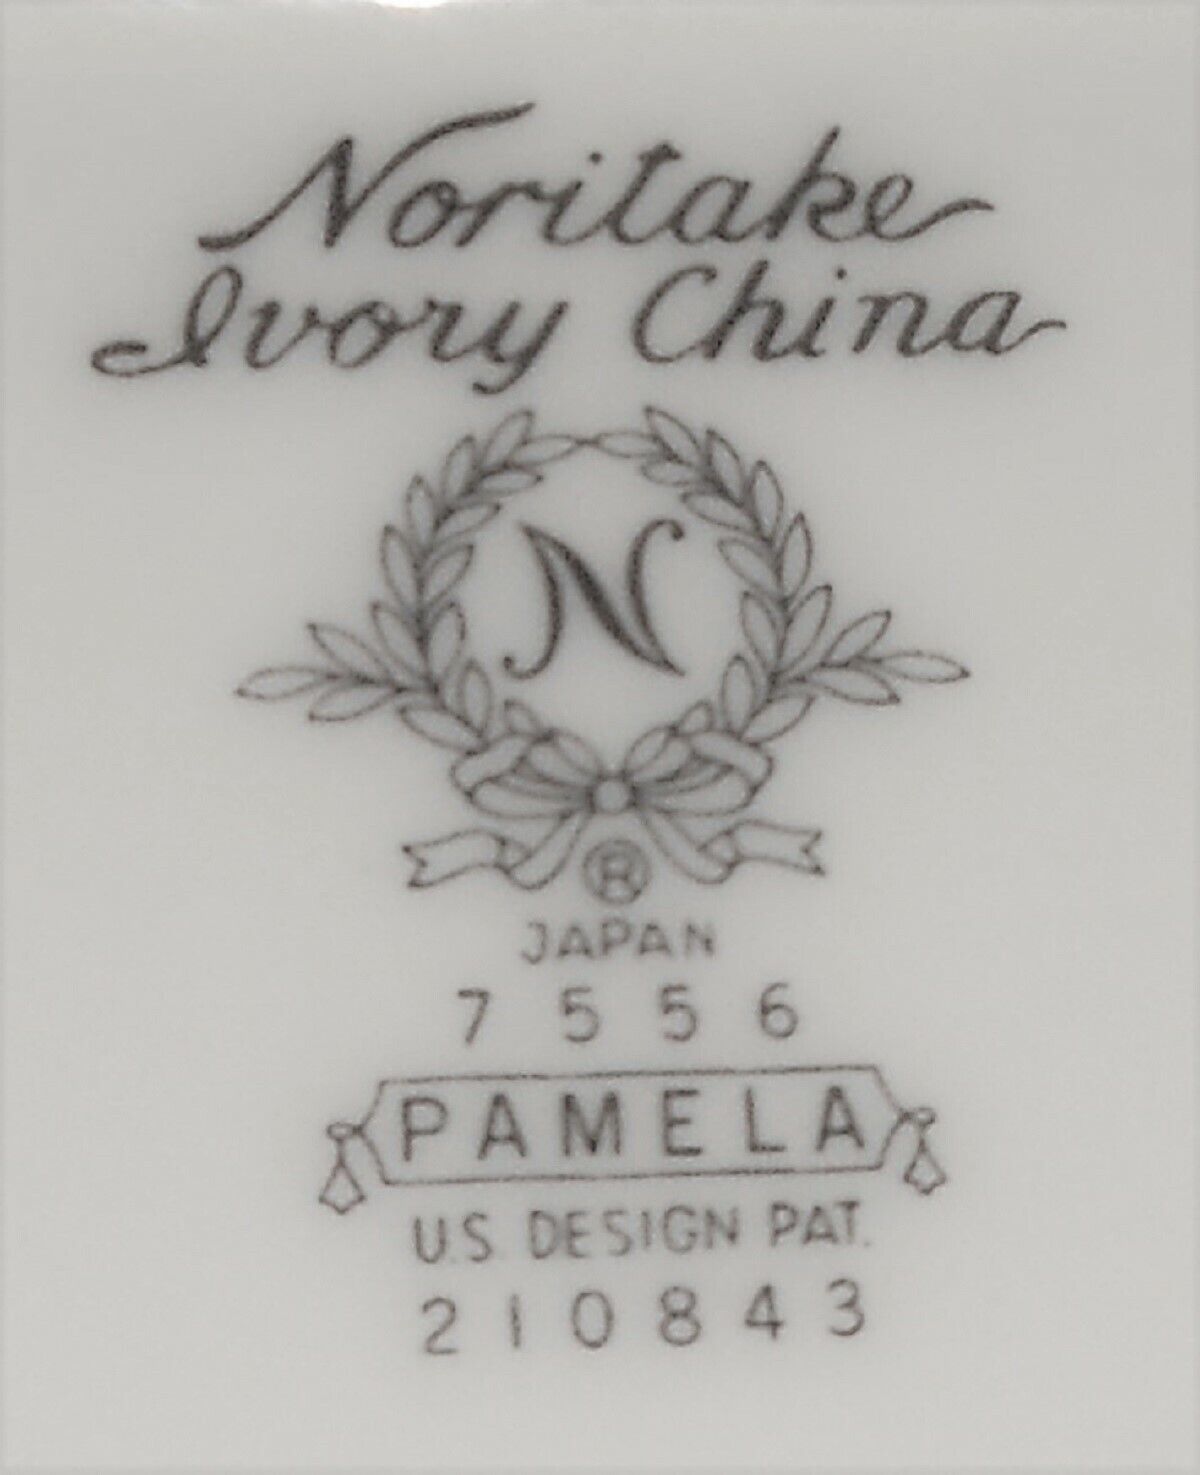 Noritake
Ivory China
N
®
JAPAN
7556
PAMELA
U.S. DESIGN PAT.
210843